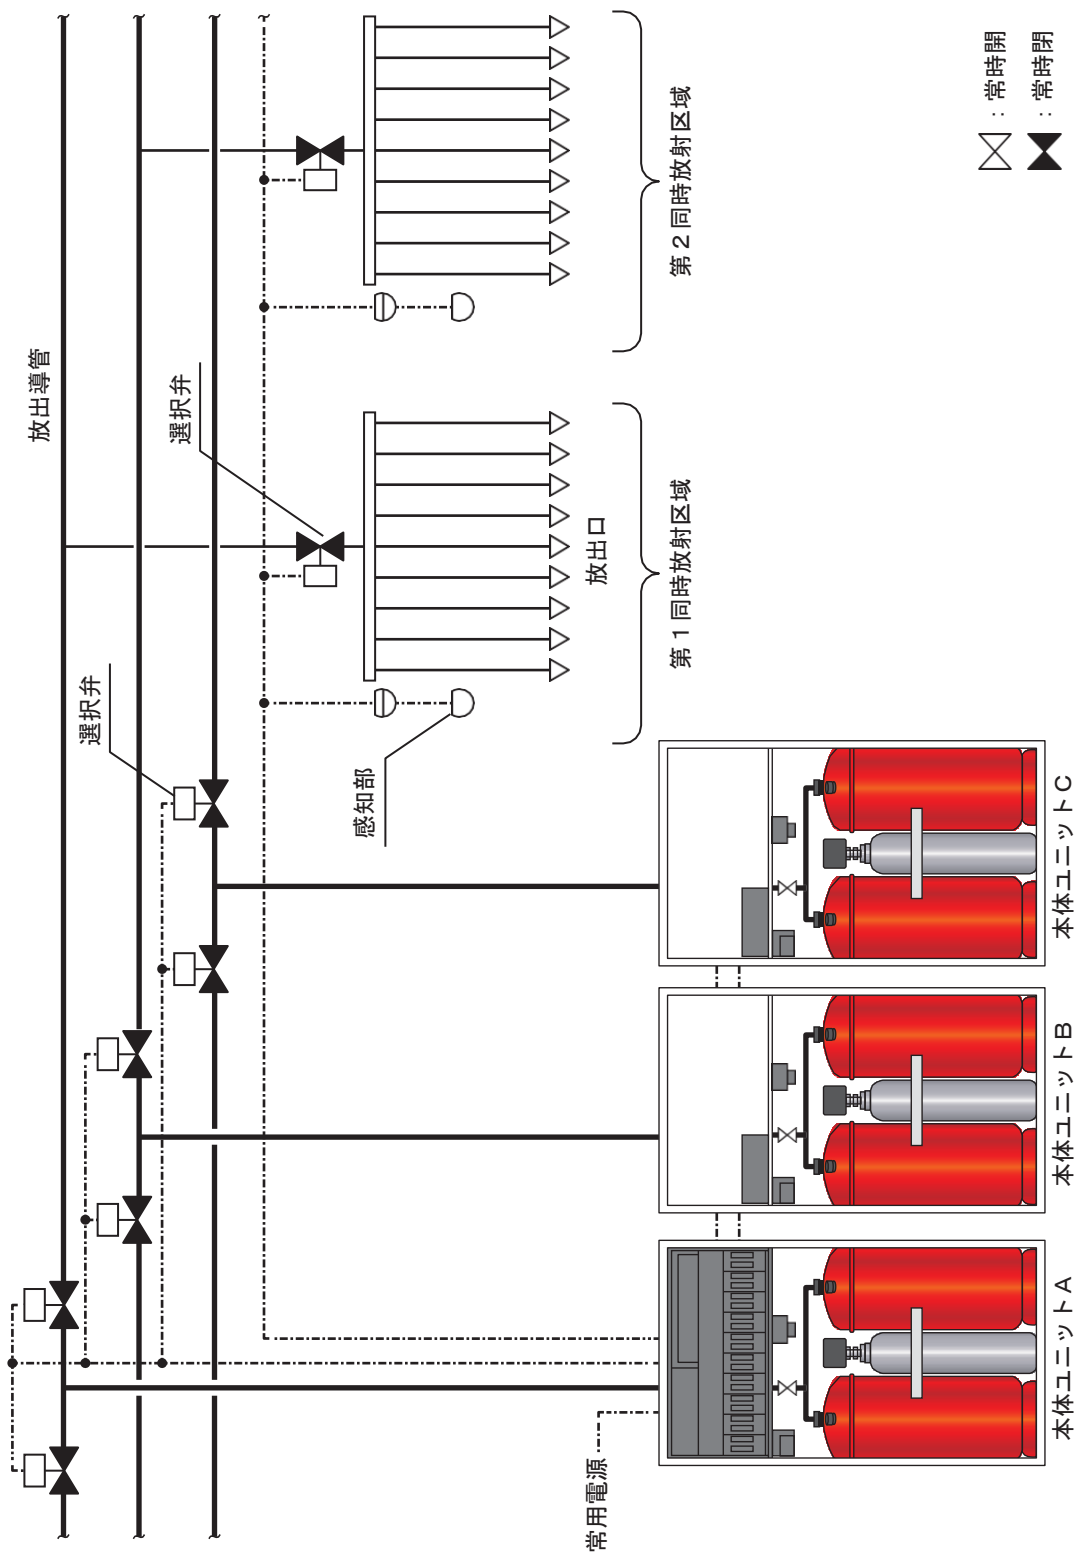 放出導管
選択弁
選択弁
感知部
放出口
第1同時放射区域
第2同時放射区域
常用電源
本体ユニットA
本体ユニットB
本体ユニットC
：常時開
：常時閉